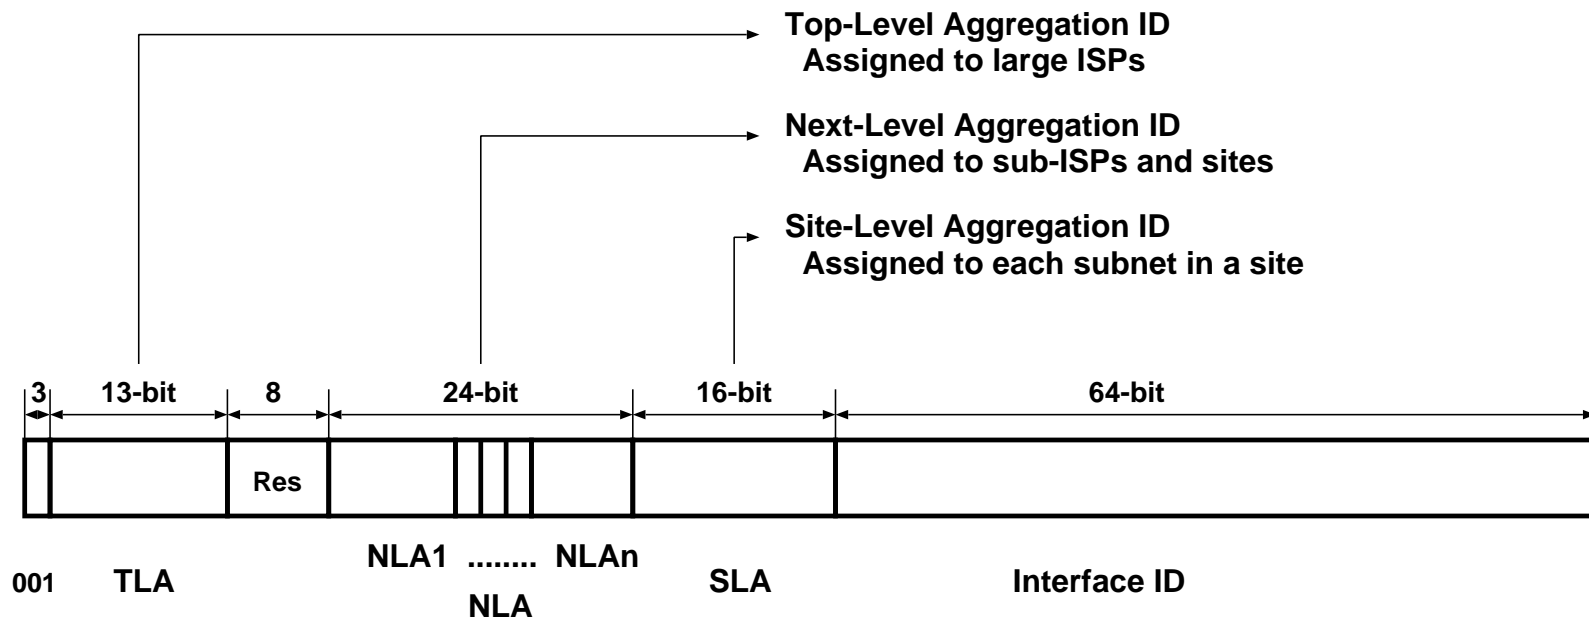 Top-Level Aggregation ID
Assigned to large ISPs
Next-Level Aggregation ID
Assigned to sub-ISPs and sites
Site-Level Aggregation ID
Assigned to each subnet in a site
3 13-bit 8 24-bit 16-bit 64-bit
Res
NLA1 ........ NLAn
001 TLA SLA Interface ID
NLA